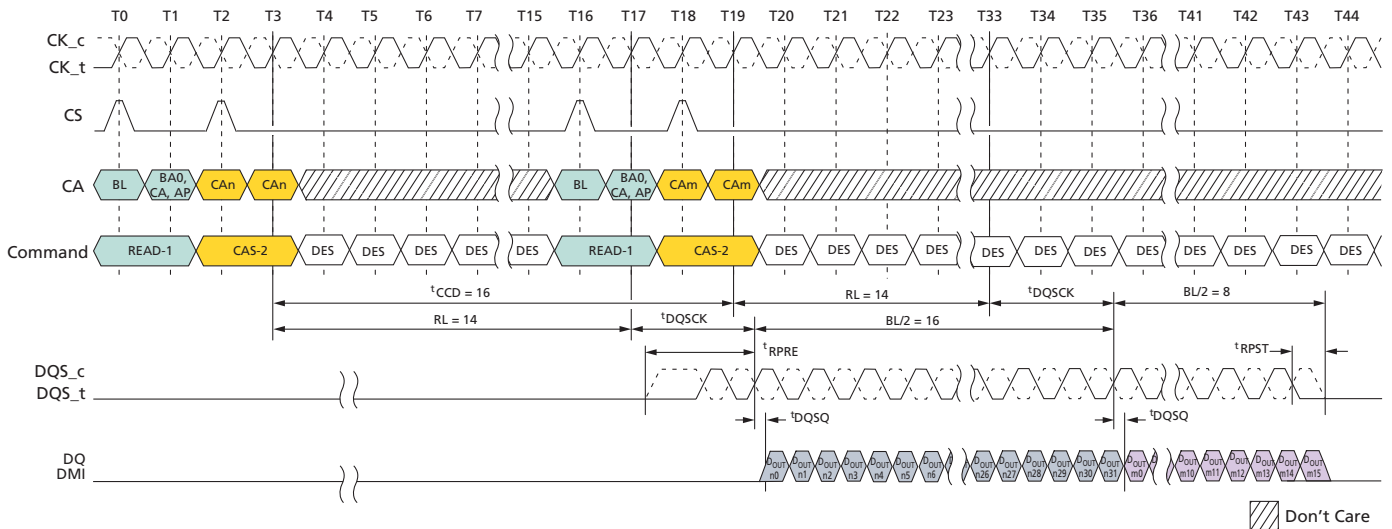 T0 T1 T2 T3 T4 T5 T6 T7 T15 T16 T17 T18 T19 T20 T21 T22 T23 T33 T34 T35 T36 T41 T42 T43 T44
CK_c
CK_t
CS
CA BL BA0, CA, AP CAn CAn BL BA0, CA, AP CAm CAm
Command READ-1 CAS-2 DES DES DES DES DES READ-1 CAS-2 DES DES DES DES DES DES DES DES DES DES DES DES
tCCD = 16 RL = 14 tDQSCK BL/2 = 8
RL = 14 tDQSCK BL/2 = 16
tRPRE tRPST
DQS_c
DQS_t
tDQSQ tDQSQ
DQ
DMI
DOUT n0 DOUT n1 DOUT n2 DOUT n3 DOUT n4 DOUT n5 DOUT n6 DOUT n26 DOUT n27 DOUT n28 DOUT n29 DOUT n30 DOUT n31 DOUT m0 D DOUT m10 DOUT m11 DOUT m12 DOUT m13 DOUT m14 DOUT m15
Don't Care